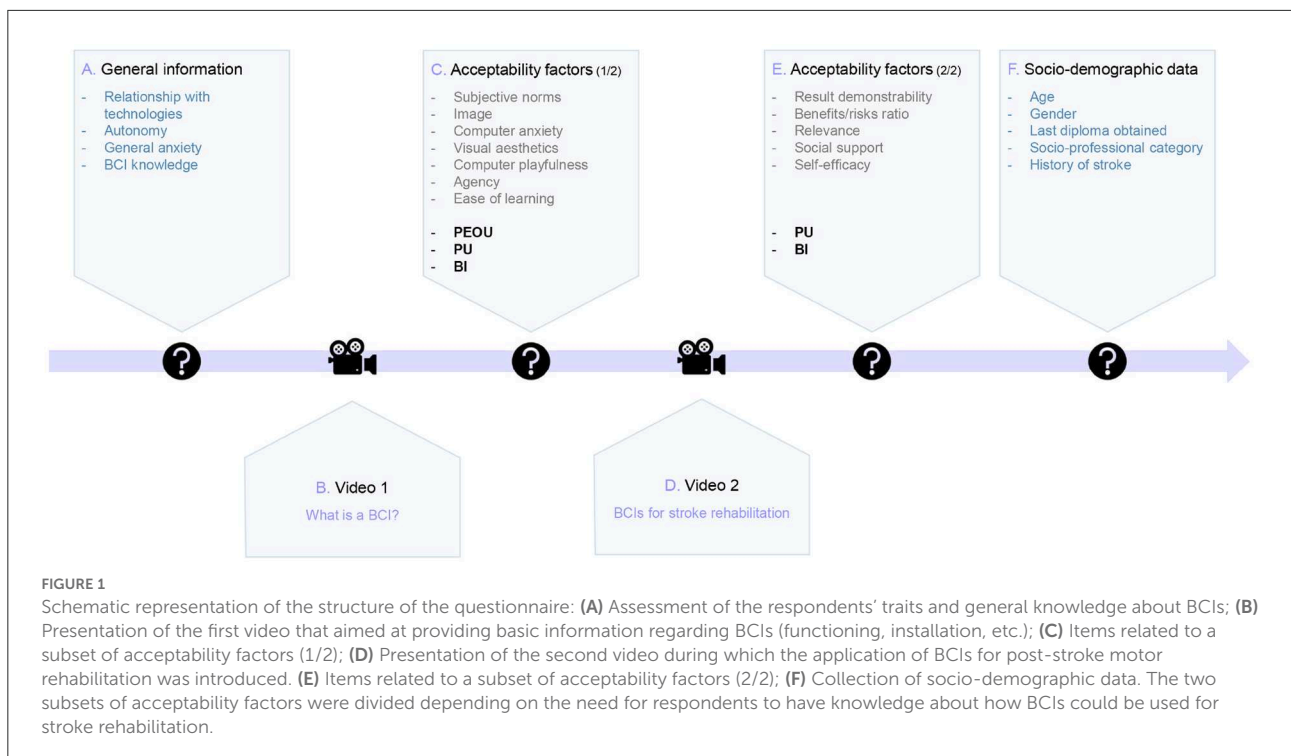 A. General information
- Relationship with
technologies
- Autonomy
- General anxiety
- BCI knowledge
C. Acceptability factors (1/2)
- Subjective norms
- Image
- Computer anxiety
- Visual aesthetics
- Computer playfulness
- Agency
- Ease of learning
- PEOU
- PU
- BI
E. Acceptability factors (2/2)
- Result demonstrability
- Benefits/risks ratio
- Relevance
- Social support
- Self-efficacy
- PU
- BI
F. Socio-demographic data
- Age
- Gender
- Last diploma obtained
- Socio-professional category
- History of stroke
?
?
?
?
B. Video 1
What is a BCI?
D. Video 2
BCIs for stroke rehabilitation
FIGURE 1
Schematic representation of the structure of the questionnaire: (A) Assessment of the respondents' traits and general knowledge about BCIs; (B)
Presentation of the first video that aimed at providing basic information regarding BCIs (functioning, installation, etc.); (C) Items related to a
subset of acceptability factors (1/2); (D) Presentation of the second video during which the application of BCIs for post-stroke motor
rehabilitation was introduced. (E) Items related to a subset of acceptability factors (2/2); (F) Collection of socio-demographic data. The two
subsets of acceptability factors were divided depending on the need for respondents to have knowledge about how BCIs could be used for
stroke rehabilitation.